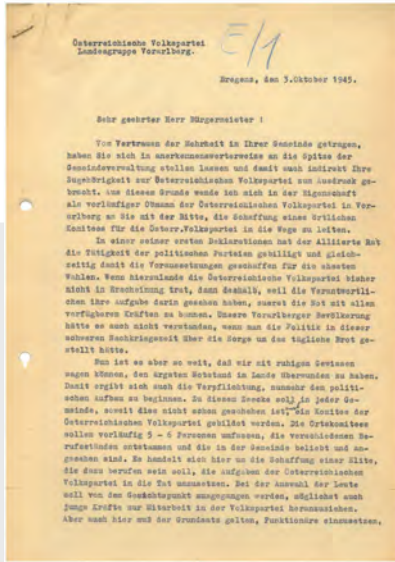 Österreichische Volkspartei
Landesgruppe Vorarlberg.
E/1
Bregenz, den 3.Oktober 1945.
Sehr geehrter Herr Bürgermeister !
Vom Vertrauen der Mehrheit in Ihrer Gemeinde getragen,
haben Sie sich in anerkennenswerterweise an die Spitze der
Gemeindeverwaltung stellen lassen und damit auch indirekt Ihre
Zugehörigkeit zur Österreichischen Volkspartei zum Ausdruck ge-
bracht. Aus diesem Grunde wende ich mich in der Eigenschaft
als vorläufiger Obmann der Österreichischen Volkspartei in Vor-
arlberg an Sie mit der Bitte, die Schaffung eines örtlichen
Komitees für die Österr.Volkspartei in die Wege zu leiten.
In einer seiner ersten Deklarationen hat der Alliierte Rat
die Tätigkeit der politischen Parteien gebilligt und gleich-
zeitig damit die Voraussetzungen geschaffen für die ehesten
Wahlen. Wenn hierzulande die Österreichische Volkspartei bisher
nicht in Erscheinung trat, dann deshalb, weil die Verantwortli-
chen ihre Aufgabe darin gesehen haben, zuerst die Not mit allen
verfügbaren Kräften zu bannen. Unsere Vorarlberger Bevölkerung
hätte es auch nicht verstanden, wenn man die Politik in dieser
schweren Nachkriegszeit über die Sorge um das tägliche Brot ge-
stellt hätte.
Nun ist es aber so weit, daß wir mit ruhigem Gewissen
sagen können, den ärgsten Notstand im Lande überwunden zu haben.
Damit ergibt sich auch die Verpflichtung, nunmehr den politi-
schen Aufbau zu beginnen. Zu diesem Zwecke soll in jeder Ge-
meinde, soweit dies nicht schon geschehen ist, ein Komitee der
Österreichischen Volkspartei gebildet werden. Die Ortskomitees
sollen vorläufig 5 - 6 Personen umfassen, die verschiedenen Be-
rufsständen entstammen und die in der Gemeinde beliebt und an-
gesehen sind. Es handelt sich hier um die Schaffung einer Elite,
die dazu berufen sein soll, die Aufgaben der Österreichischen
Volkspartei in die Tat umzusetzen. Bei der Auswahl der Leute
soll von dem Gesichtspunkt ausgegangen werden, möglichst auch
junge Kräfte zur Mitarbeit in der Volkspartei heranzuziehen.
Aber auch hier muß der Grundsatz gelten, Funktionäre einzusetzen,